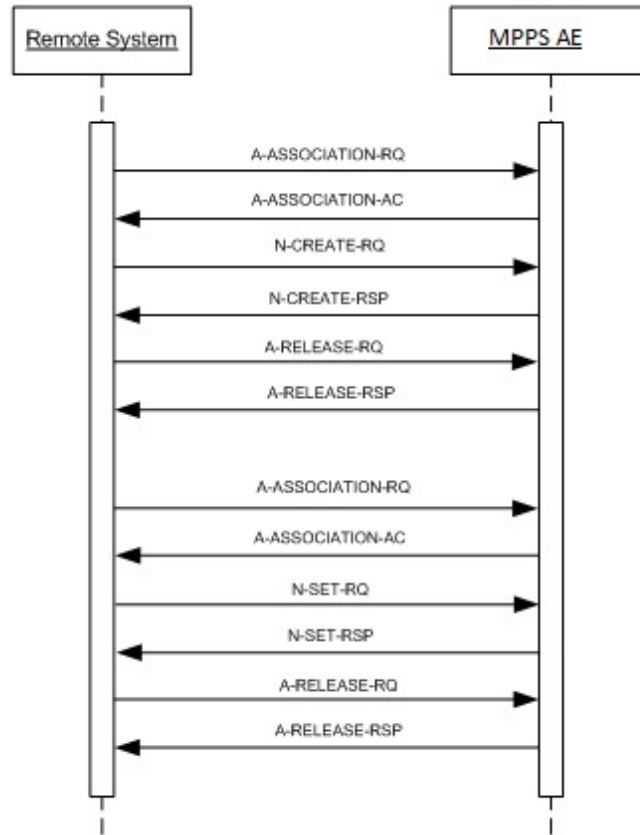 Remote System
MPPS AE
A-ASSOCIATION-RQ
A-ASSOCIATION-AC
N-CREATE-RQ
N-CREATE-RSP
A-RELEASE-RQ
A-RELEASE-RSP
A-ASSOCIATION-RQ
A-ASSOCIATION-AC
N-SET-RQ
N-SET-RSP
A-RELEASE-RQ
A-RELEASE-RSP